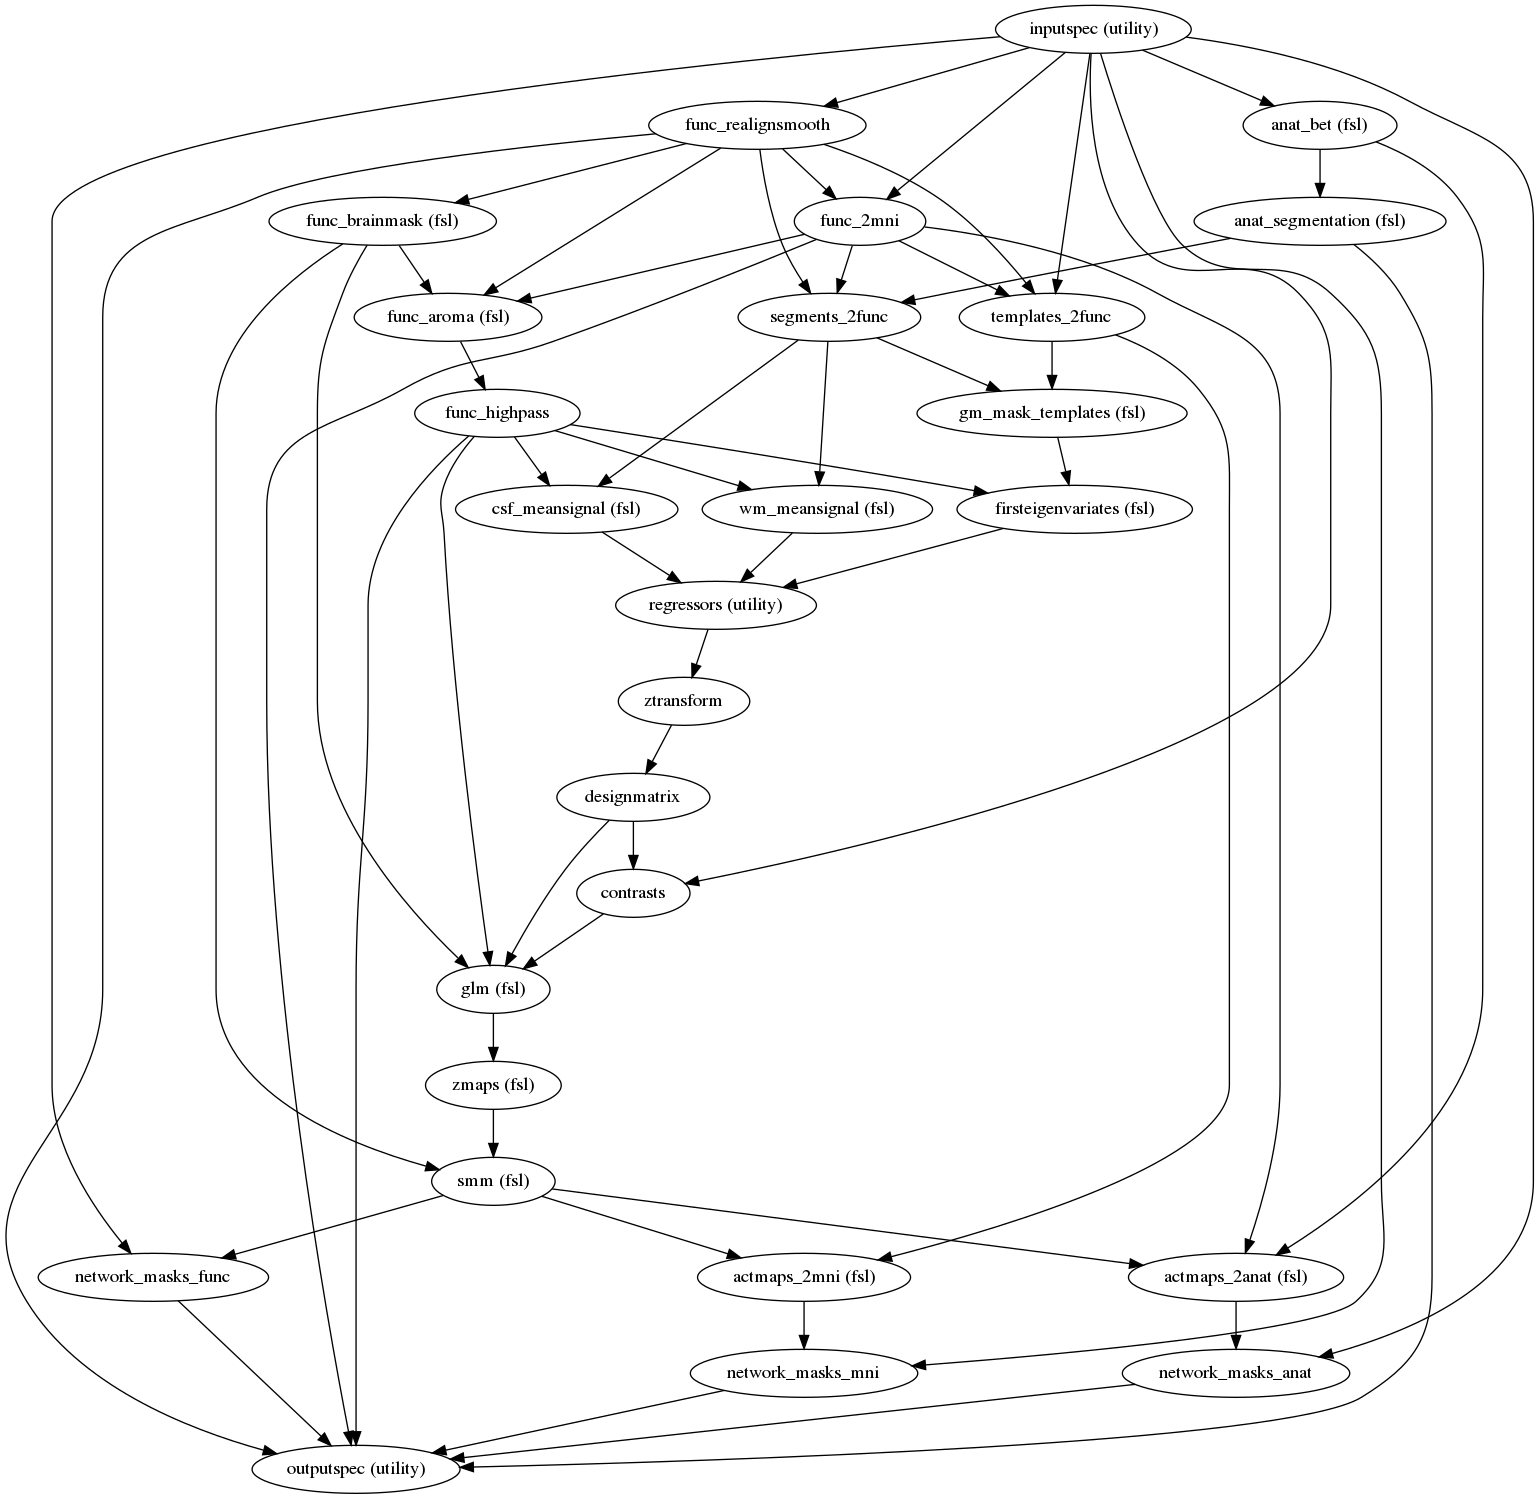 inputspec (utility)
func_realignsmooth
anat_bet (fsl)
func_brainmask (fsl)
func_2mni
anat_segmentation (fsl)
func_aroma (fsl)
segments_2func
templates_2func
func_highpass
gm_mask_templates (fsl)
csf_meansignal (fsl)
wm_meansignal (fsl)
firsteigenvariates (fsl)
regressors (utility)
ztransform
designmatrix
contrasts
glm (fsl)
zmaps (fsl)
smm (fsl)
network_masks_func
actmaps_2mni (fsl)
actmaps_2anat (fsl)
network_masks_mni
network_masks_anat
outputspec (utility)